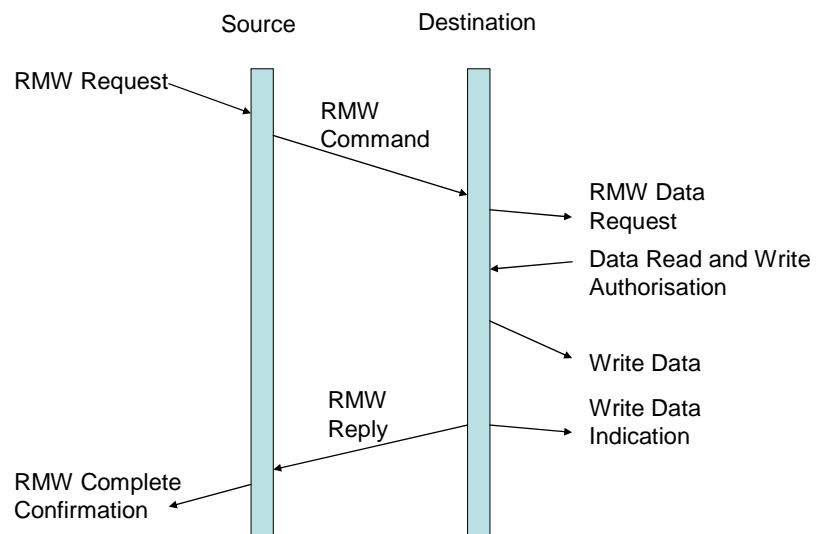 Source
Destination
RMW Request
RMW
Command
RMW Data
Request
Data Read and Write
Authorisation
Write Data
RMW
Reply
Write Data
Indication
RMW Complete
Confirmation